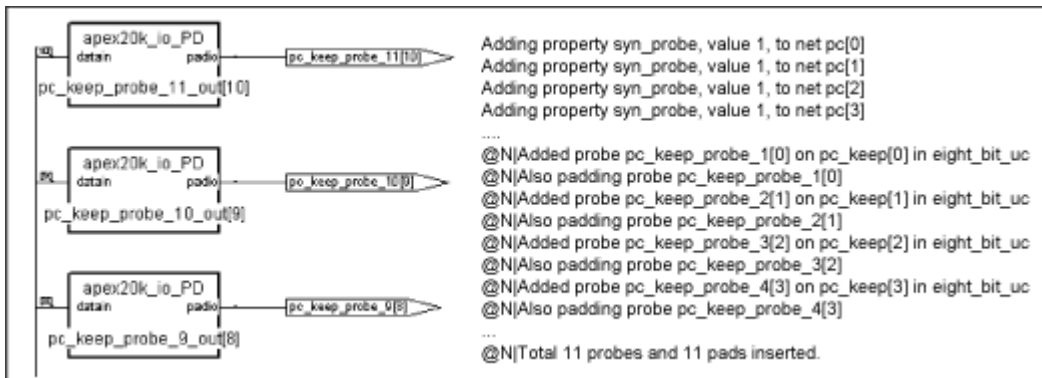 apex20k_io_PD
[10]
datain
padio
pc_keep_probe_11[10]
pc_keep_probe_11_out[10]
apex20k_io_PD
[9]
datain
padio
pc_keep_probe_10[9]
pc_keep_probe_10_out[9]
apex20k_io_PD
[8]
datain
padio
pc_keep_probe_9[8]
pc_keep_probe_9_out[8]
Adding property syn_probe, value 1, to net pc[0]
Adding property syn_probe, value 1, to net pc[1]
Adding property syn_probe, value 1, to net pc[2]
Adding property syn_probe, value 1, to net pc[3]
....
@N|Added probe pc_keep_probe_1[0] on pc_keep[0] in eight_bit_uc
@N|Also padding probe pc_keep_probe_1[0]
@N|Added probe pc_keep_probe_2[1] on pc_keep[1] in eight_bit_uc
@N|Also padding probe pc_keep_probe_2[1]
@N|Added probe pc_keep_probe_3[2] on pc_keep[2] in eight_bit_uc
@N|Also padding probe pc_keep_probe_3[2]
@N|Added probe pc_keep_probe_4[3] on pc_keep[3] in eight_bit_uc
@N|Also padding probe pc_keep_probe_4[3]
...
@N|Total 11 probes and 11 pads inserted.